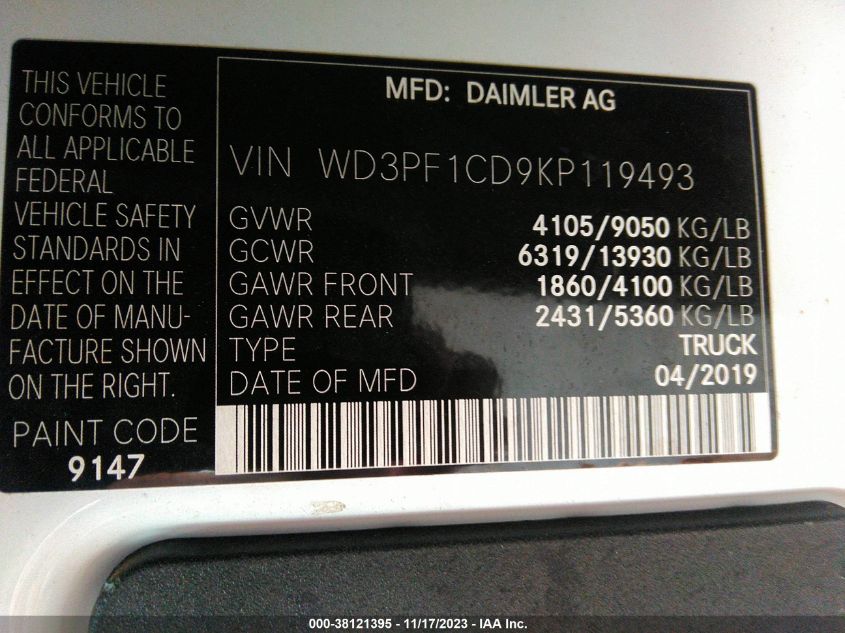 THIS VEHICLE
CONFORMS TO
ALL APPLICABLE
FEDERAL
VEHICLE SAFETY
STANDARDS IN
EFFECT ON THE
DATE OF MANU-
FACTURE SHOWN
ON THE RIGHT.
PAINT CODE
9147
MFD: DAIMLER AG
VIN WD3PF1CD9KP119493
GVWR 4105/9050 KG/LB
GCWR 6319/13930 KG/LB
GAWR FRONT 1860/4100 KG/LB
GAWR REAR 2431/5360 KG/LB
TYPE TRUCK
DATE OF MFD 04/2019
000-38121395 - 11/17/2023 - IAA Inc.